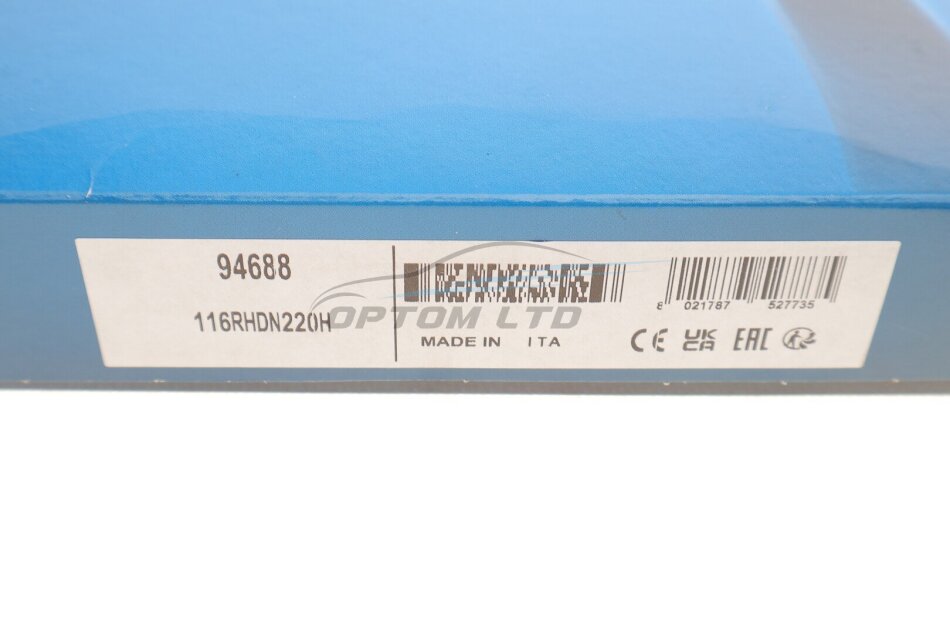 94688
116RHDN220H
OPTOM LTD
MADE IN ITA
8 021787 527735
CE UK CA EAC